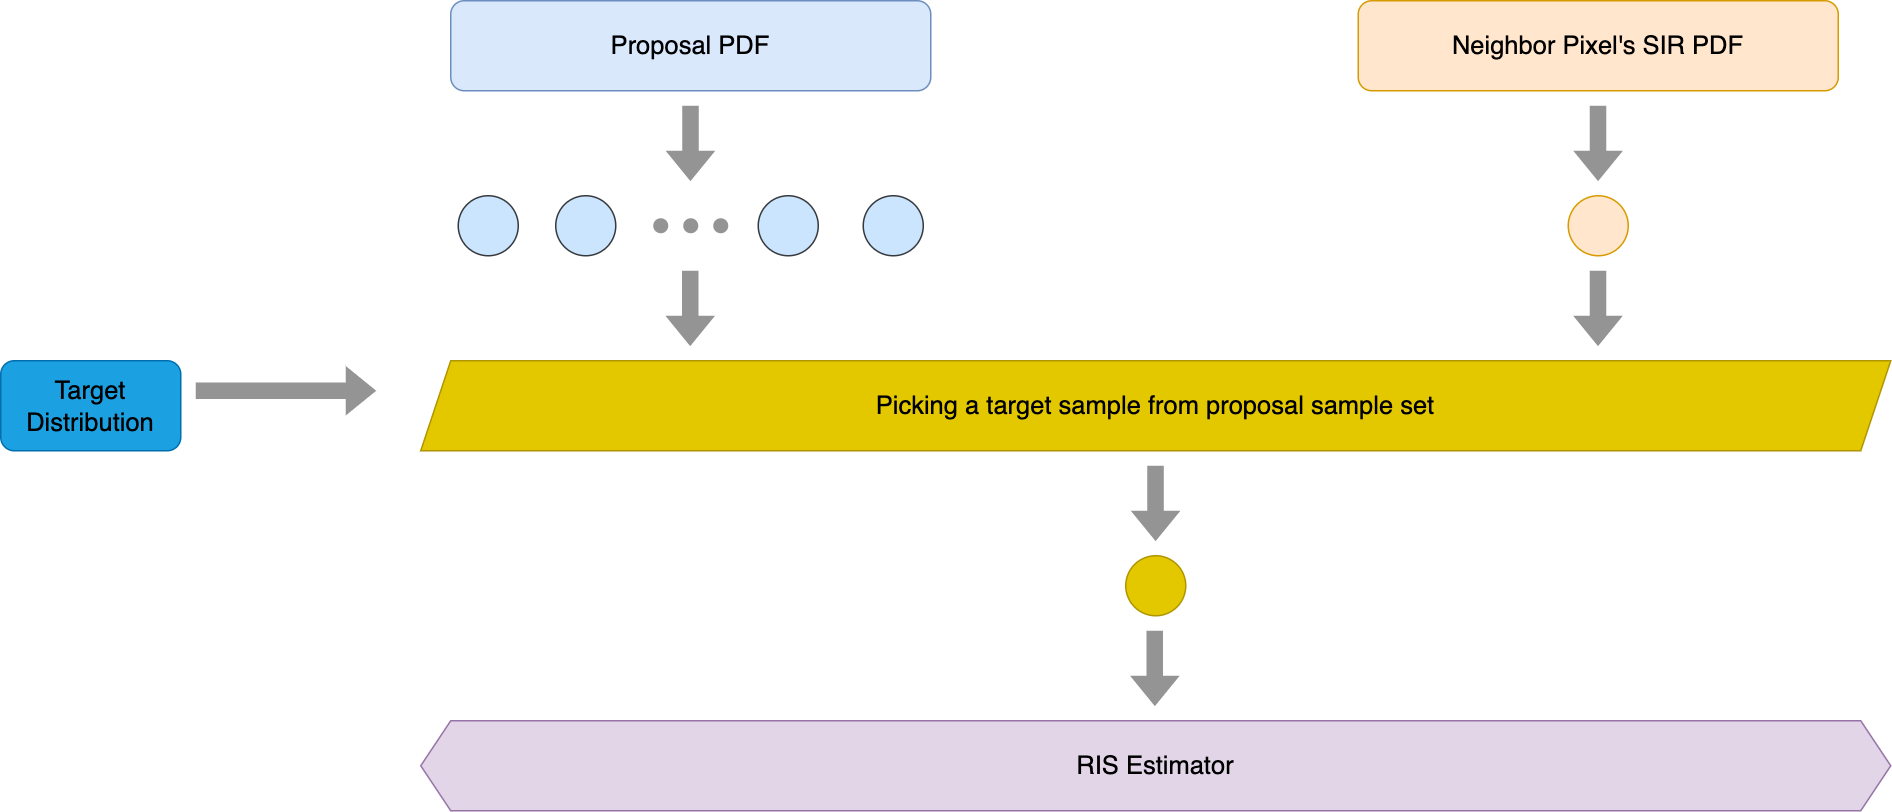 Proposal PDF
Neighbor Pixel's SIR PDF
Target
Distribution
Picking a target sample from proposal sample set
RIS Estimator